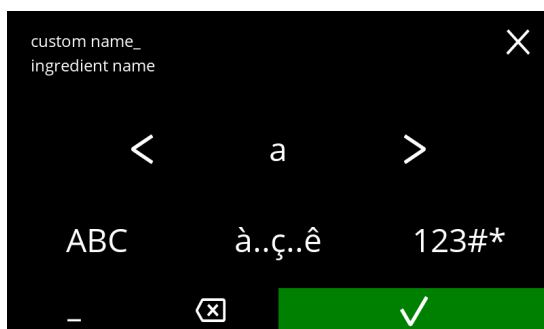 custom name_
ingredient name
< a >
ABC à..ç..ê 123#*
_